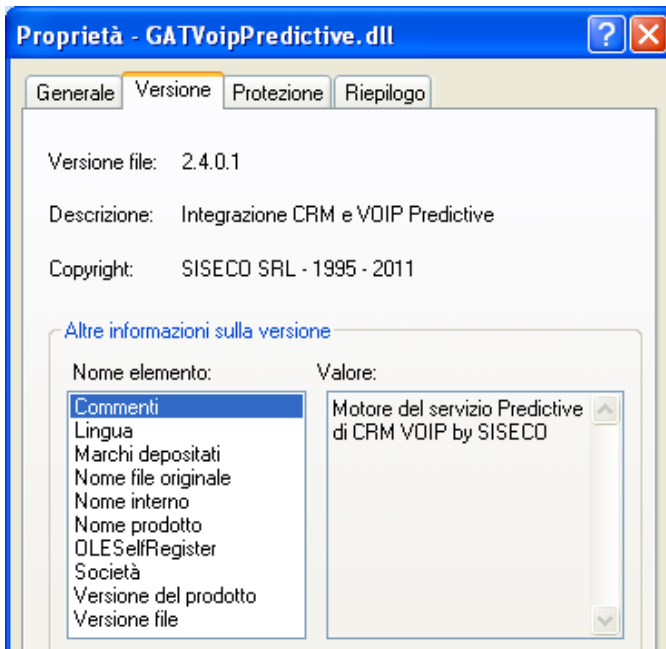 Proprietà - GATVoipPredictive.dll
Generale Versione Protezione Riepilogo
Versione file: 2.4.0.1
Descrizione: Integrazione CRM e VOIP Predictive
Copyright: SISECO SRL - 1995 - 2011
Altre informazioni sulla versione
Nome elemento: Valore:
Commenti
Lingua
Marchi depositati
Nome file originale
Nome interno
Nome prodotto
OLESelfRegister
Società
Versione del prodotto
Versione file
Motore del servizio Predictive
di CRM VOIP by SISECO